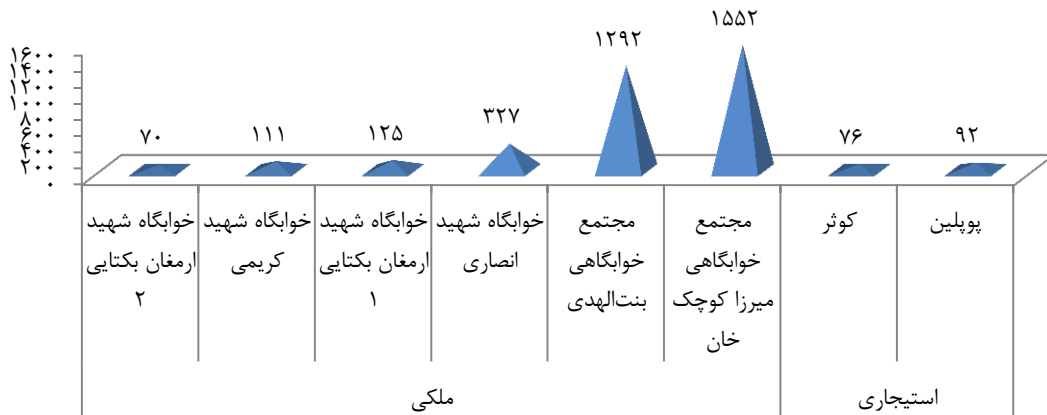 ۱۶۰۰
۱۴۰۰
۱۲۰۰
۱۰۰۰
۸۰۰
۶۰۰
۴۰۰
۲۰۰
۰
۷۰
۱۱۱
۱۲۵
۳۲۷
۱۲۹۲
۱۵۵۲
۷۶
۹۲
خوابگاه شهید
ارمغان بکتایی
۲
خوابگاه شهید
کریمی
خوابگاه شهید
ارمغان بکتایی
۱
خوابگاه شهید
انصاری
مجتمع
خوابگاهی
بنت‌الهدی
مجتمع
خوابگاهی
میرزا کوچک
خان
کوثر
پوپلین
ملکی
استیجاری